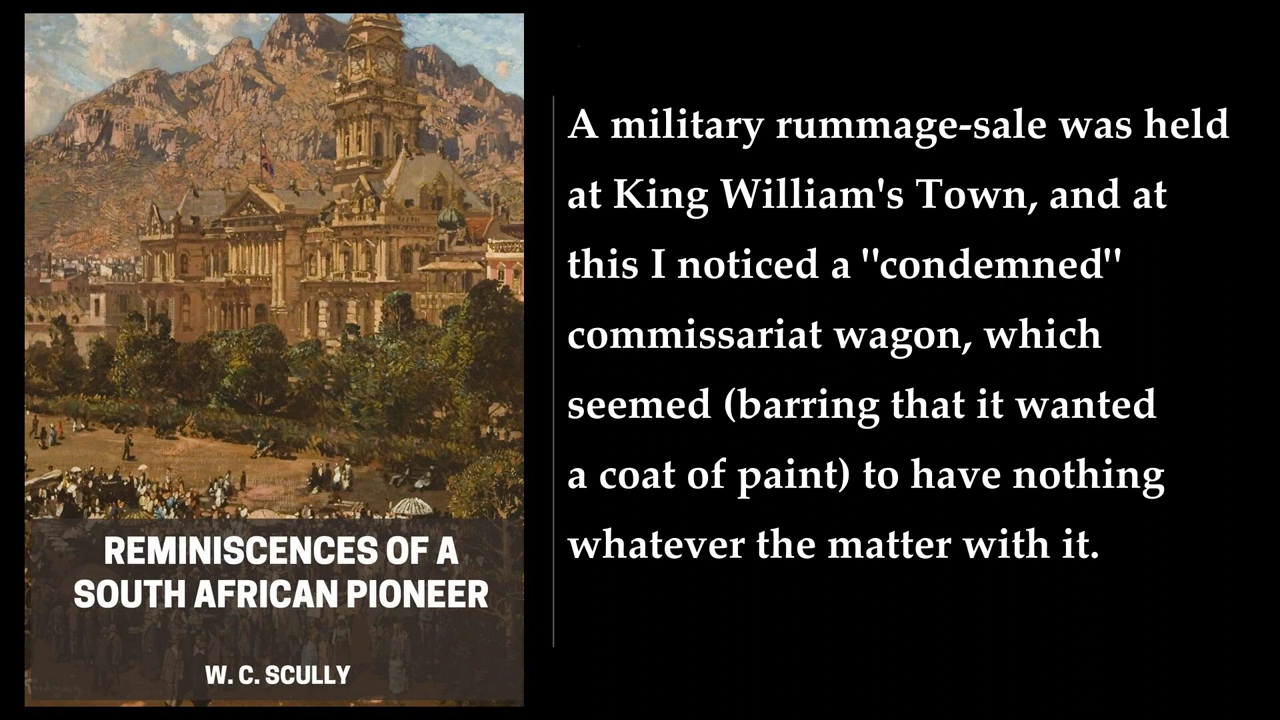 REMINISCENCES OF A
SOUTH AFRICAN PIONEER
W. C. SCULLY
A military rummage-sale was held
at King William's Town, and at
this I noticed a "condemned"
commissariat wagon, which
seemed (barring that it wanted
a coat of paint) to have nothing
whatever the matter with it.